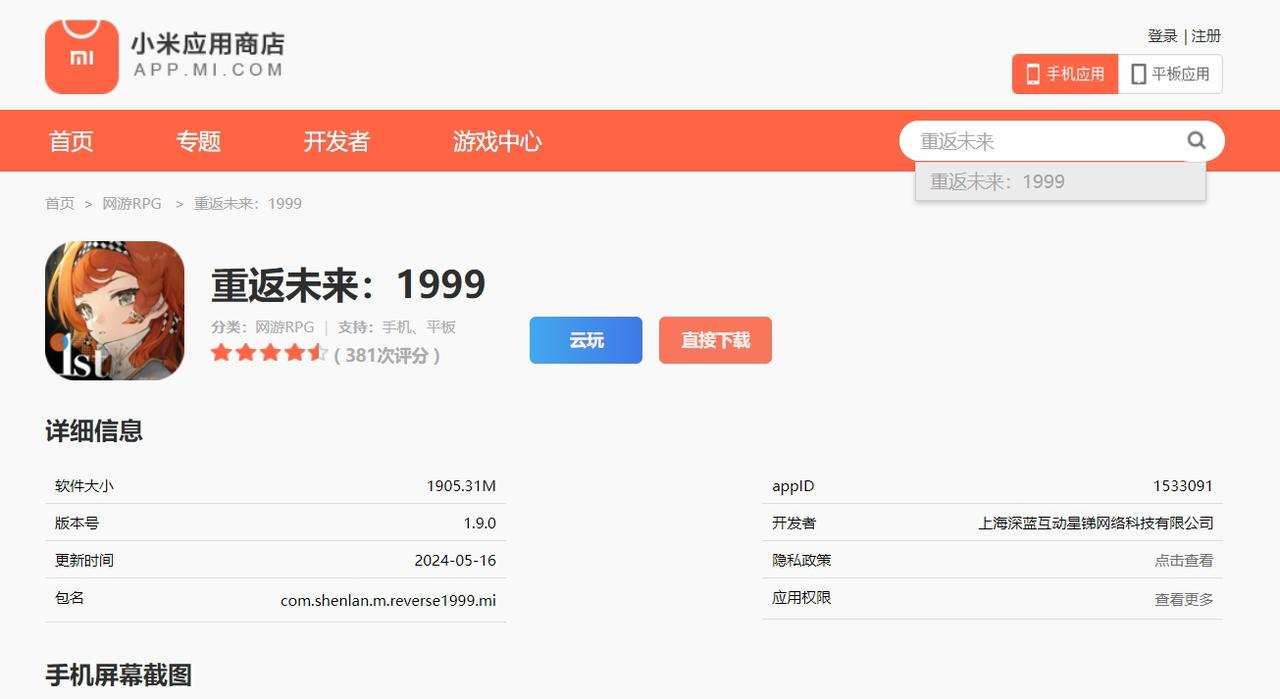 mi
小米应用商店
APP.MI.COM
登录 | 注册
手机应用
平板应用
首页
专题
开发者
游戏中心
重返未来
重返未来：1999
首页 > 网游RPG > 重返未来：1999
1st
重返未来：1999
分类：网游RPG | 支持：手机、平板
( 381次评分 )
云玩
直接下载
详细信息
软件大小 1905.31M
appID 1533091
版本号 1.9.0
开发者 上海深蓝互动星锑网络科技有限公司
更新时间 2024-05-16
隐私政策 点击查看
包名 com.shenlan.m.reverse1999.mi
应用权限 查看更多
手机屏幕截图